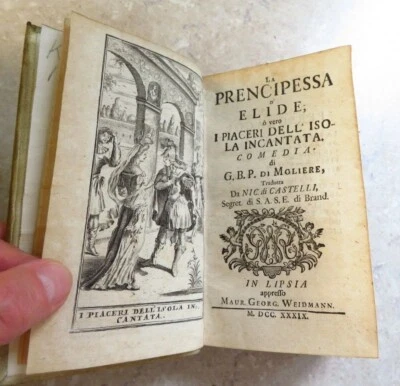 I PIACERI DELL'ISOLA IN-
CANTATA.
LA
PRENCIPESSA
D'
ELIDE,
ò vero
I PIACERI DELL'ISO-
LA INCANTATA.
COMEDIA.
di
G. B. P. DI MOLIERE,
Tradotta
Da NIC. di CASTELLI,
Segret. di S. A. S. E. di Brand.
IN LIPSIA
appresso
MAUR. GEORG. WEIDMANN.
M. DCC. XXXIX.